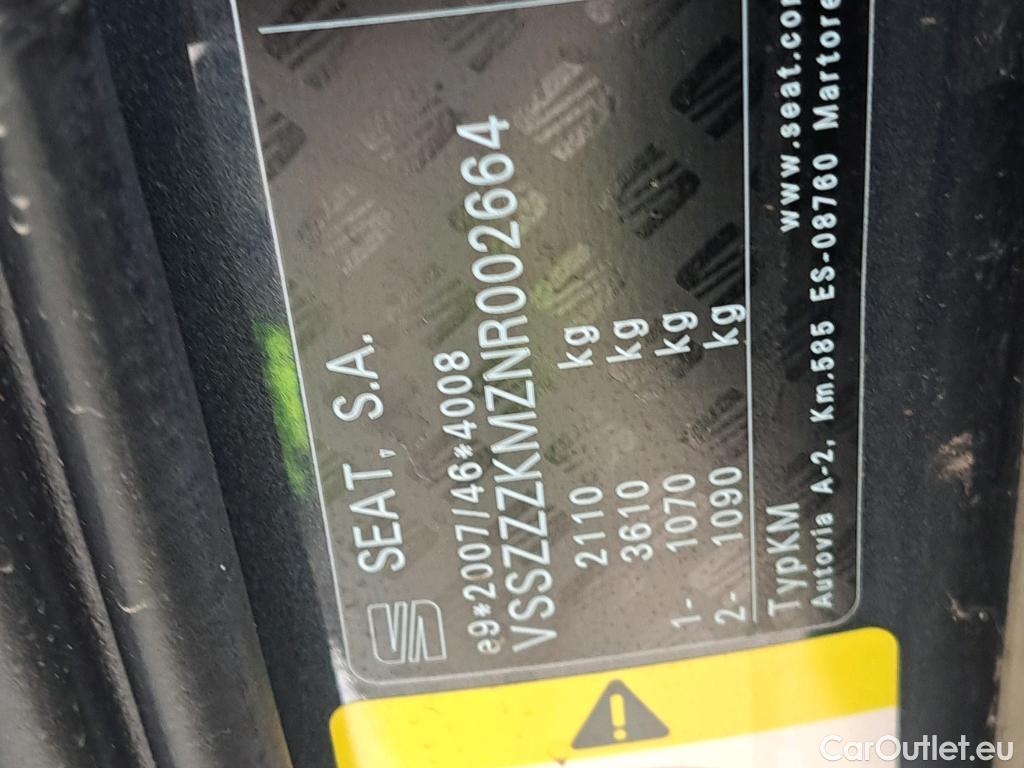 SEAT, S.A.
e9*2007/46*4008
VSSZZZKMZNR002664
2110 kg
3610 kg
1- 1070 kg
2- 1090 kg
TypKM www.seat.co
Autovia A-2, Km.585 ES-08760 Martore
CarOutlet.eu